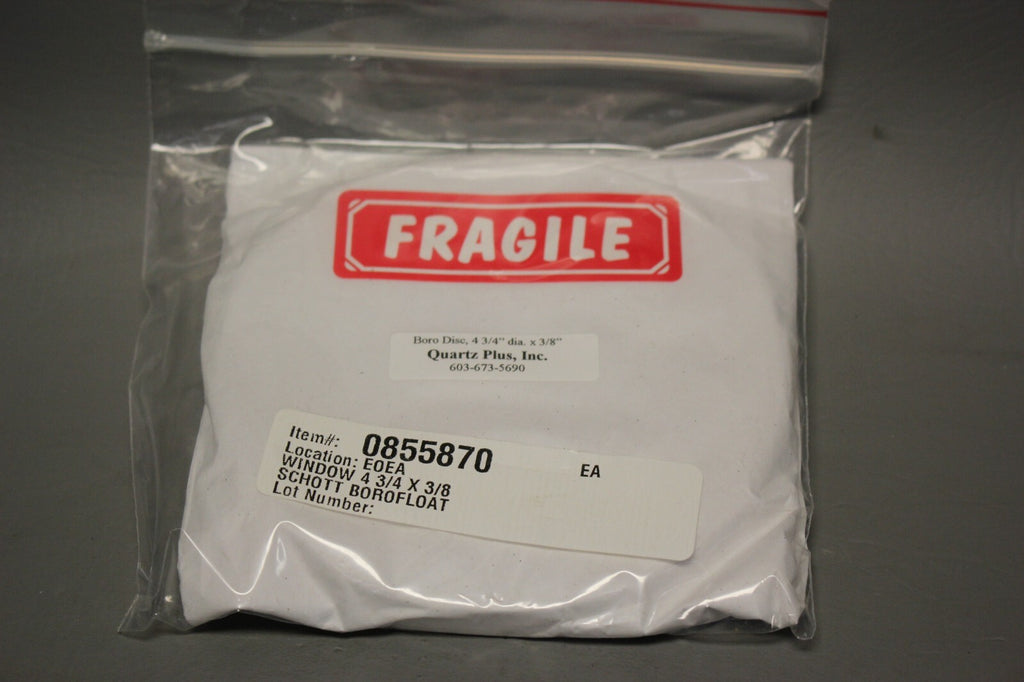 FRAGILE
Boro Disc, 4 3/4" dia. x 3/8"
Quartz Plus, Inc.
603-673-5690
Item#: 0855870 EA
Location: EOEA
WINDOW 4 3/4 X 3/8
SCHOTT BOROFLOAT
Lot Number: